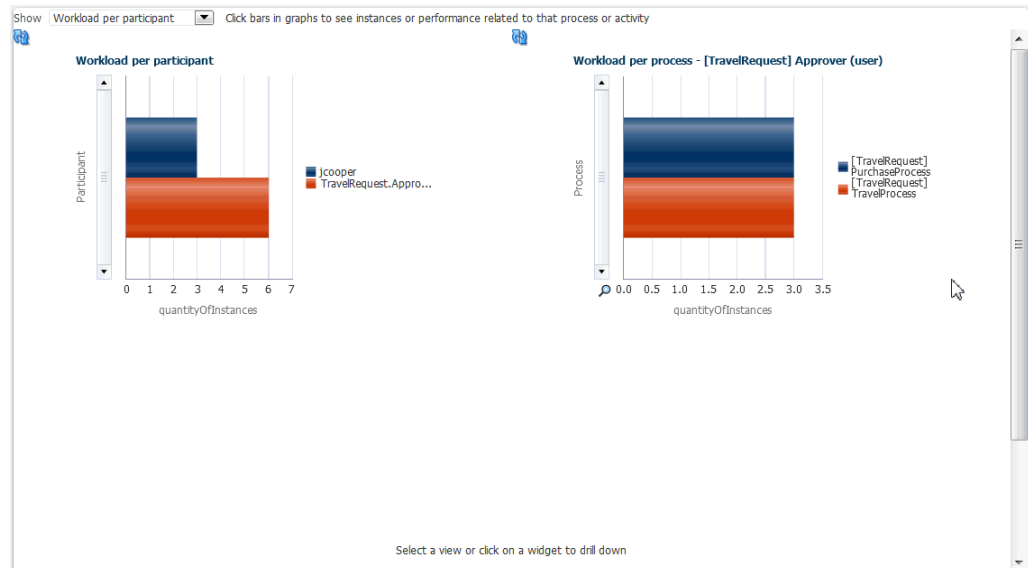 Show Workload per participant Click bars in graphs to see instances or performance related to that process or activity
Workload per participant
Participant
jcooper
TravelRequest.Appro...
0 1 2 3 4 5 6 7
quantityOfInstances
Workload per process - [TravelRequest] Approver (user)
Process
[TravelRequest]
PurchaseProcess
[TravelRequest]
TravelProcess
0.0 0.5 1.0 1.5 2.0 2.5 3.0 3.5
quantityOfInstances
Select a view or click on a widget to drill down